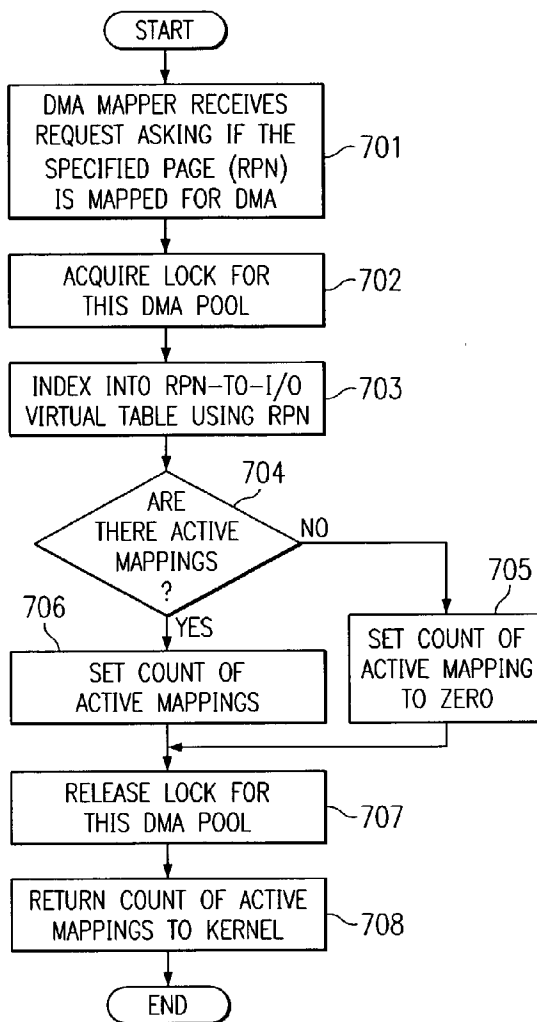 START
DMA MAPPER RECEIVES
REQUEST ASKING IF THE
SPECIFIED PAGE (RPN)
IS MAPPED FOR DMA
701
ACQUIRE LOCK FOR
THIS DMA POOL
702
INDEX INTO RPN-TO-I/O
VIRTUAL TABLE USING RPN
703
704
ARE
THERE ACTIVE
MAPPINGS
?
NO
YES
705
SET COUNT OF
ACTIVE MAPPING
TO ZERO
706
SET COUNT OF
ACTIVE MAPPINGS
RELEASE LOCK FOR
THIS DMA POOL
707
RETURN COUNT OF ACTIVE
MAPPINGS TO KERNEL
708
END